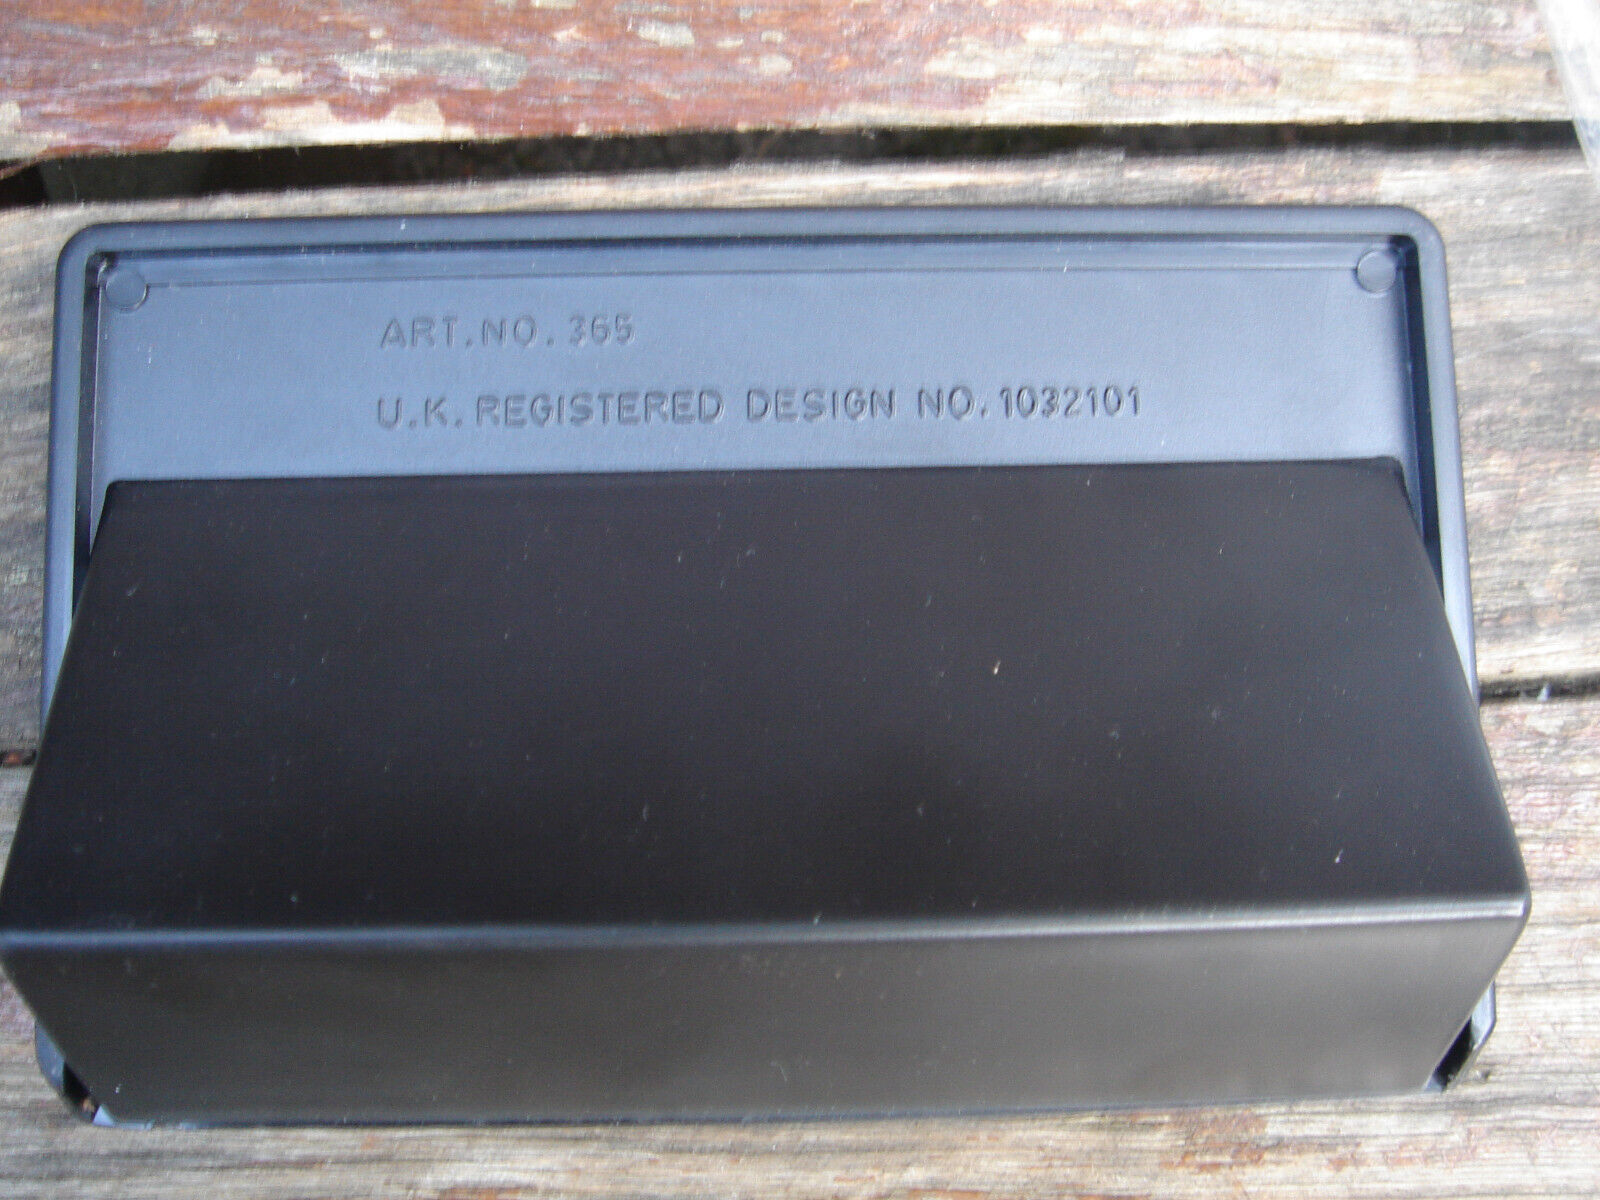 ART.NO.365
U.K. REGISTERED DESIGN NO.1032101